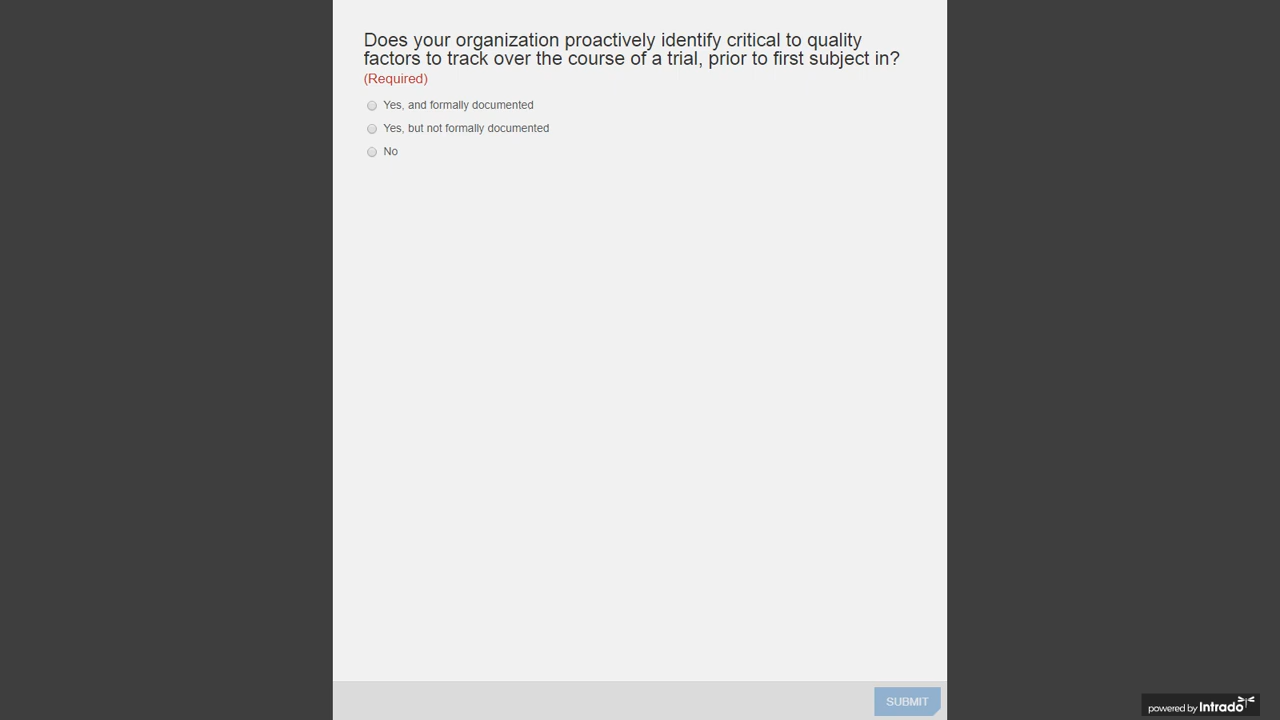 Does your organization proactively identify critical to quality
factors to track over the course of a trial, prior to first subject in?
(Required)
Yes, and formally documented
Yes, but not formally documented
No
SUBMIT
powered by Intrado